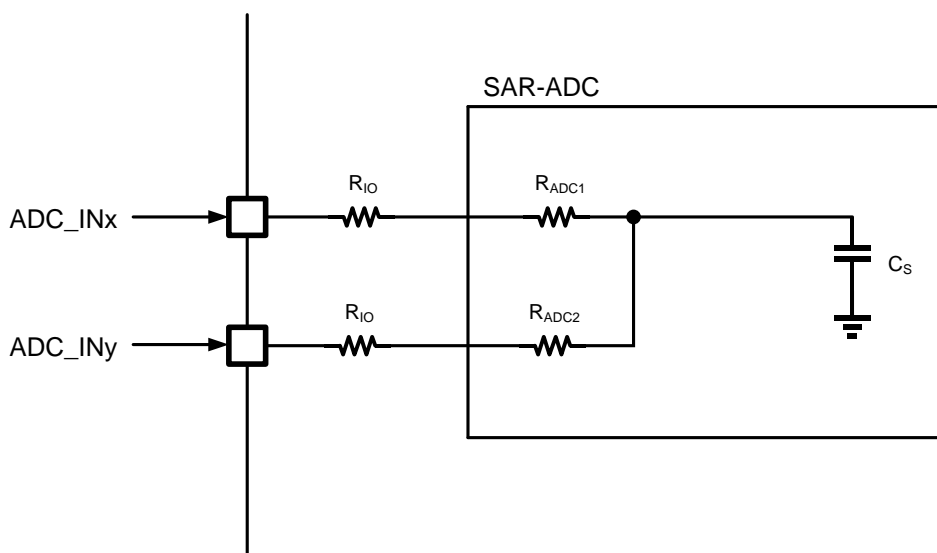 SAR-ADC
R_IO
R_ADC1
ADC_INx
C_S
R_IO
R_ADC2
ADC_INy